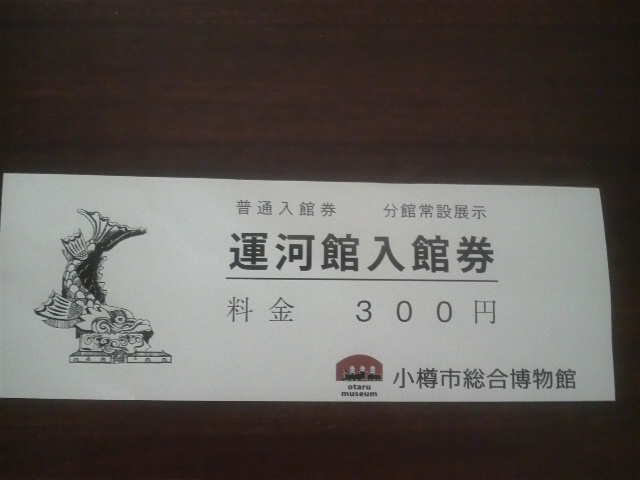 普通入館券 分館常設展示
運河館入館券
料金 300円
otaru
museum
小樽市総合博物館